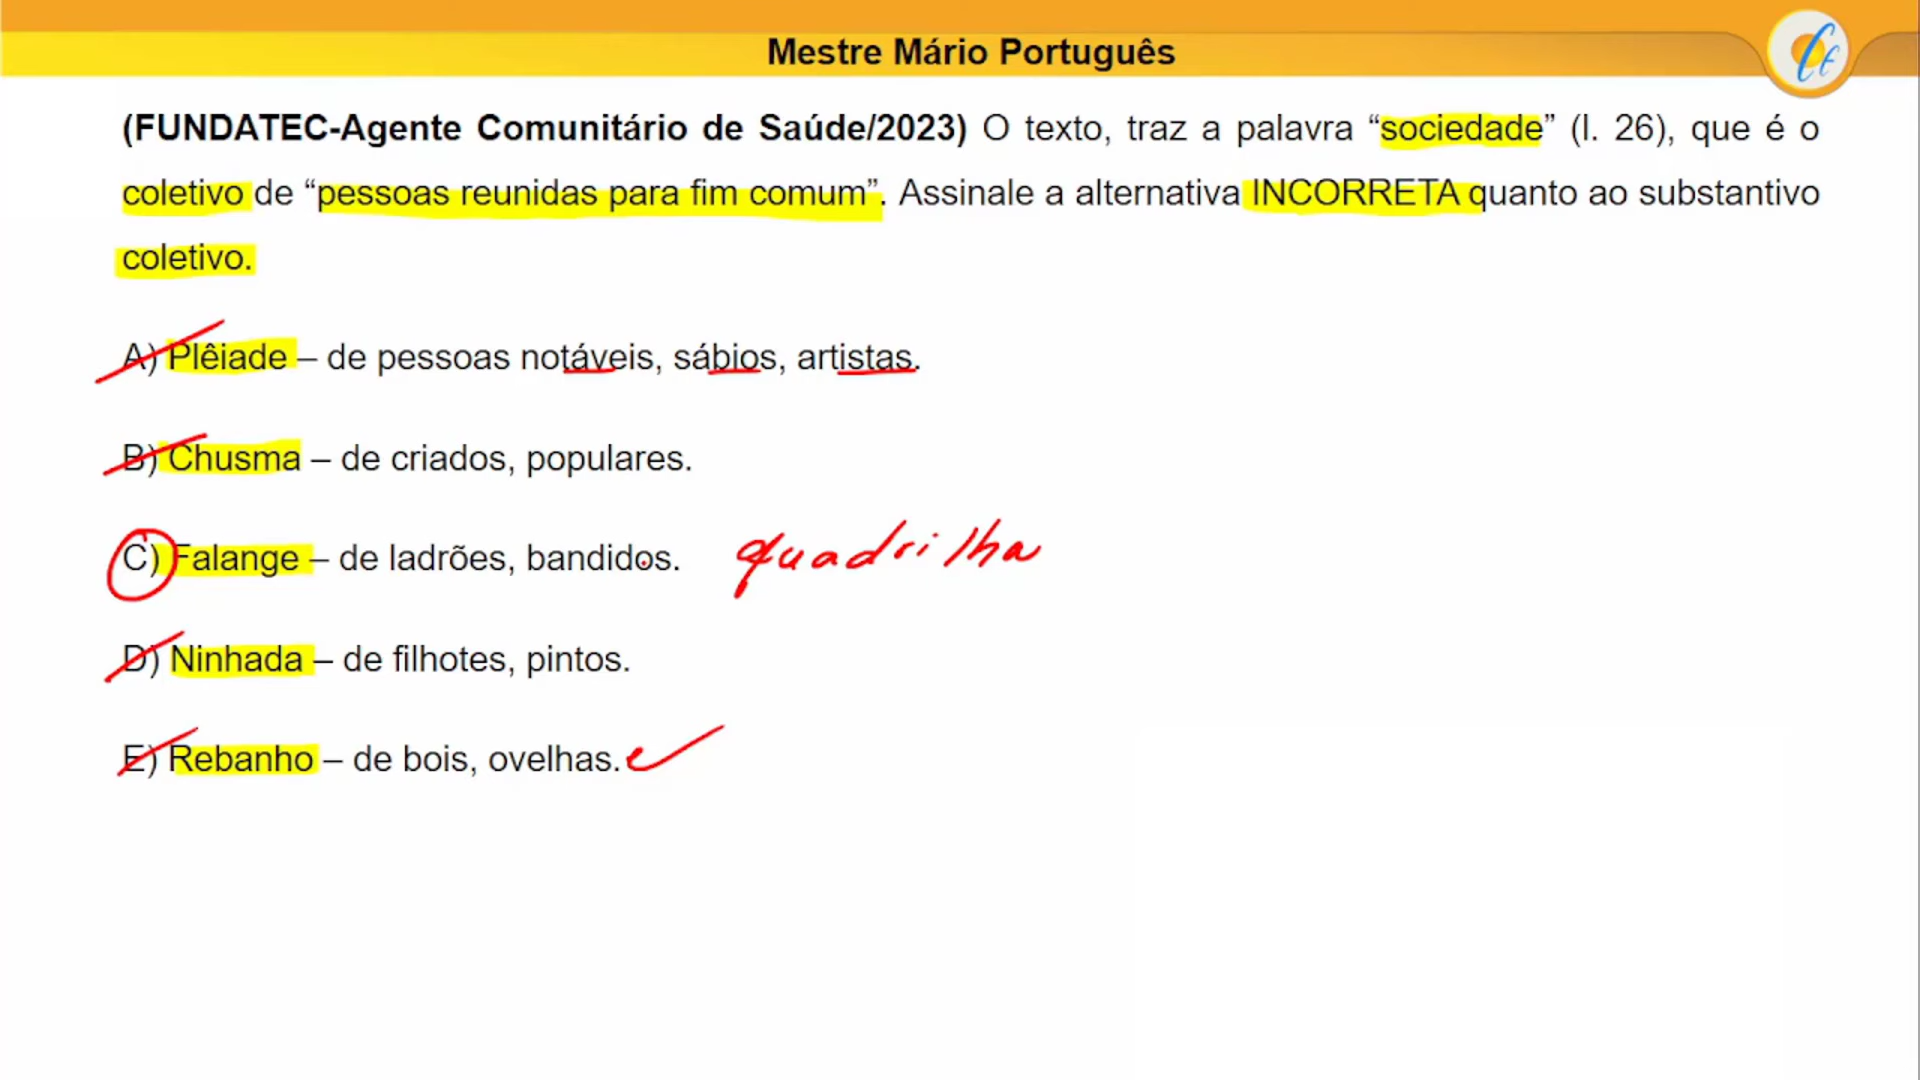 Mestre Mário Português
(FUNDATEC-Agente Comunitário de Saúde/2023) O texto, traz a palavra “sociedade” (l. 26), que é o
coletivo de “pessoas reunidas para fim comum”. Assinale a alternativa INCORRETA quanto ao substantivo
coletivo.
A) Plêiade – de pessoas notáveis, sábios, artistas.
B) Chusma – de criados, populares.
C) Falange – de ladrões, bandidos. quadrilha
D) Ninhada – de filhotes, pintos.
E) Rebanho – de bois, ovelhas.